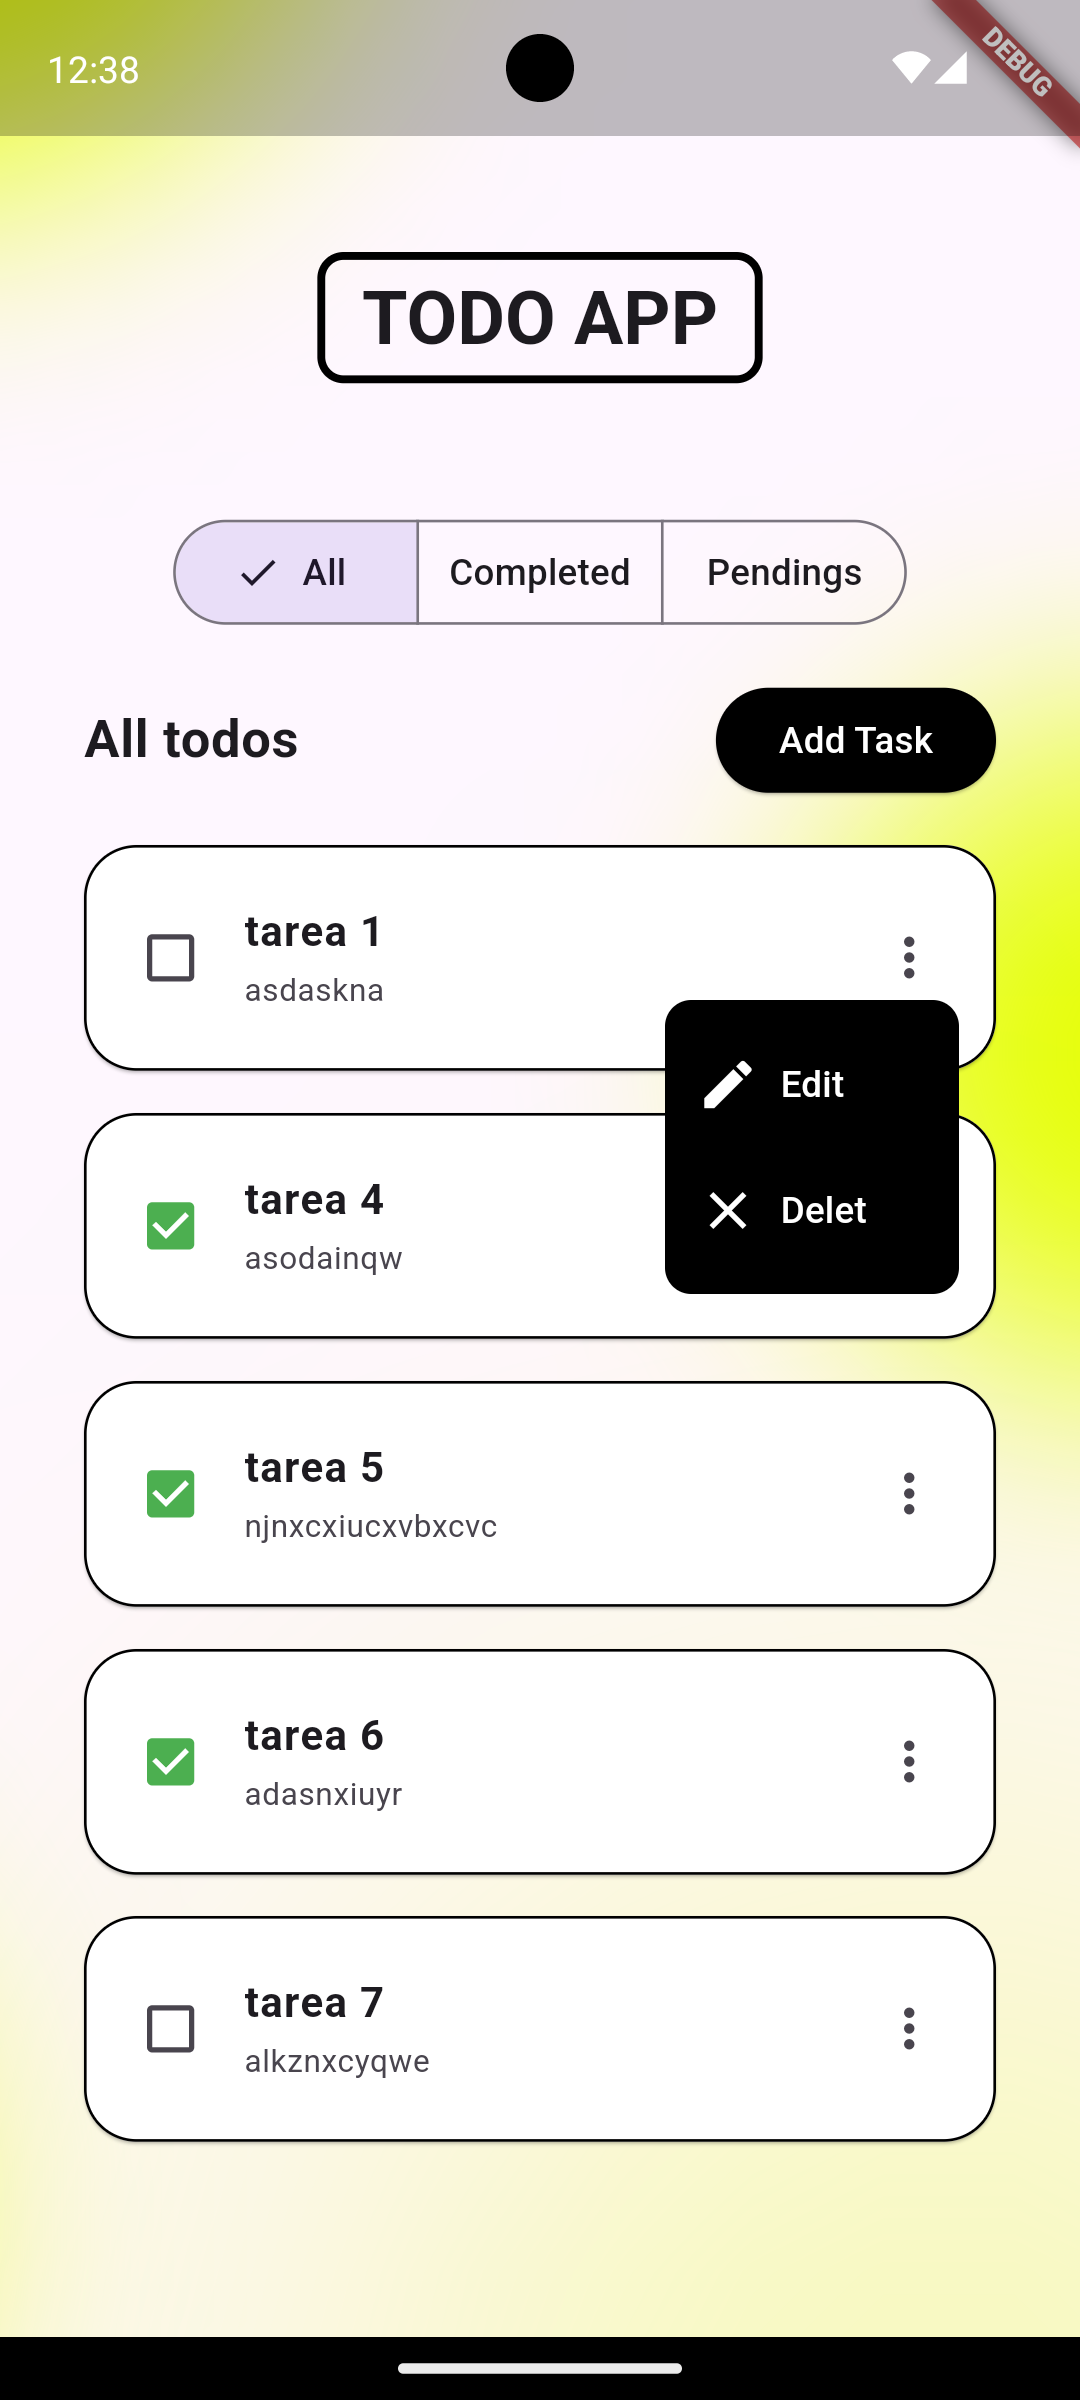 12:38
DEBUG
TODO APP
All
Completed
Pendings
All todos
Add Task
tarea 1
asdaskna
Edit
Delet
tarea 4
asodainqw
tarea 5
njnxcxiucxvbxcvc
tarea 6
adasnxiuyr
tarea 7
alkznxcyqwe